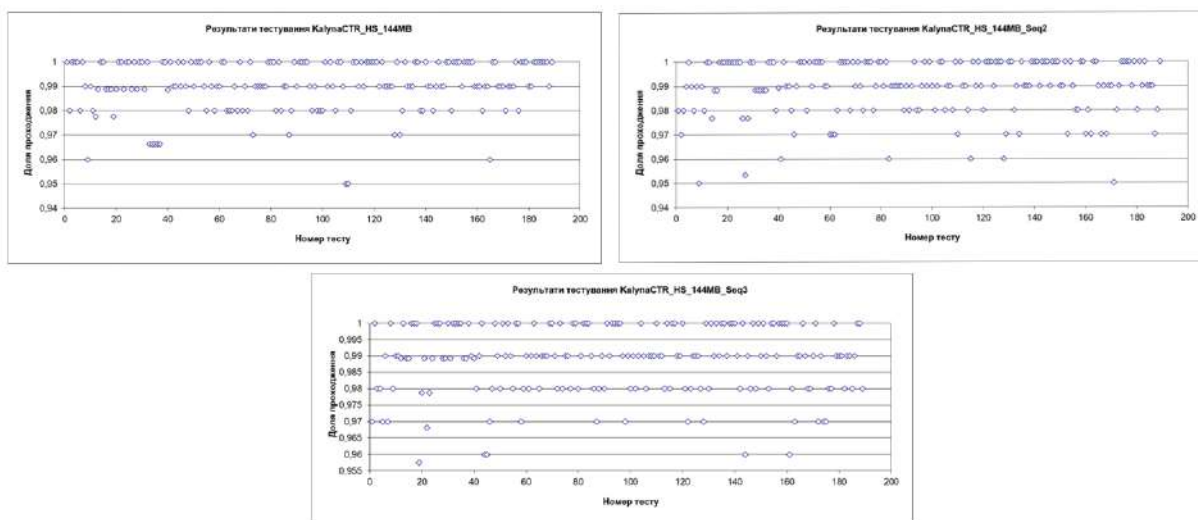 Результати тестування KalynaCTR_HS_144MB
Доля проходження
1
0,99
0,98
0,97
0,96
0,95
0,94
0 20 40 60 80 100 120 140 160 180 200
Номер тесту
Результати тестування KalynaCTR_HS_144MB_Seq2
Доля проходження
1
0,99
0,98
0,97
0,96
0,95
0,94
0 20 40 60 80 100 120 140 160 180 200
Номер тесту
Результати тестування KalynaCTR_HS_144MB_Seq3
Доля проходження
1
0,995
0,99
0,985
0,98
0,975
0,97
0,965
0,96
0,955
0 20 40 60 80 100 120 140 160 180 200
Номер тесту